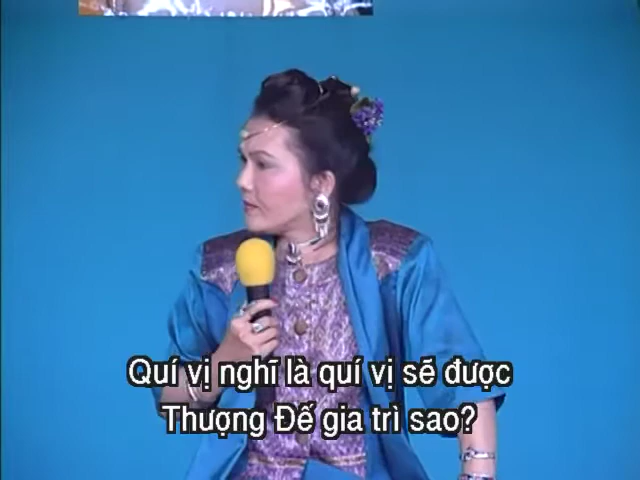 Quí vị nghĩ là quí vị sẽ được
Thượng Đế gia trì sao?